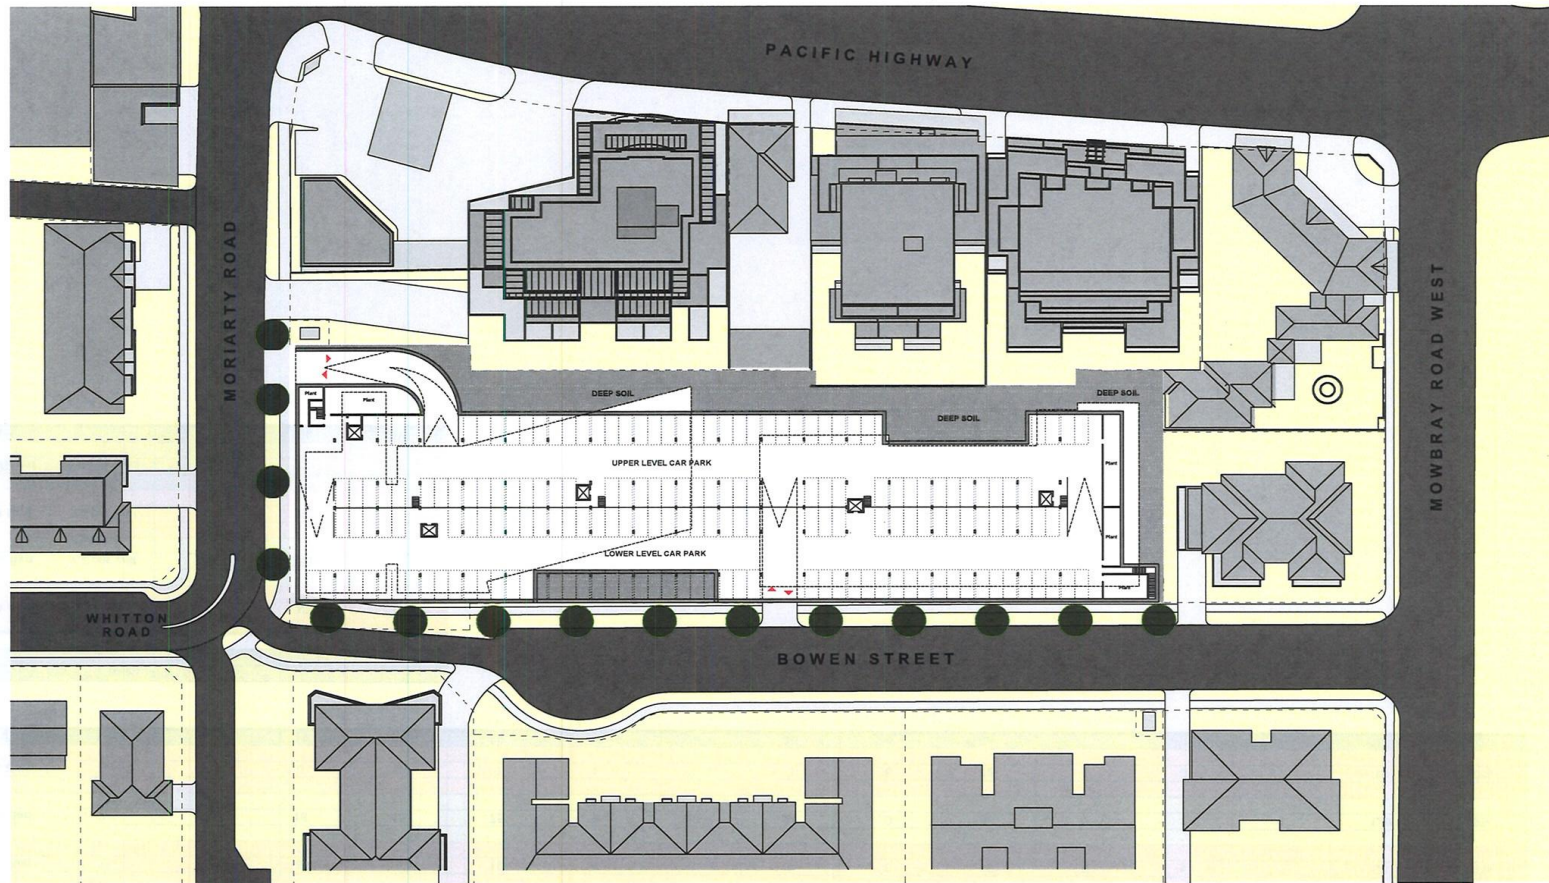 PACIFIC HIGHWAY
MORIARTY ROAD
MOWBRAY ROAD WEST
DEEP SOIL
DEEP SOIL
DEEP SOIL
Plant
Plant
UPPER LEVEL CAR PARK
Plant
Plant
LOWER LEVEL CAR PARK
Plant
WHITTON
ROAD
BOWEN STREET